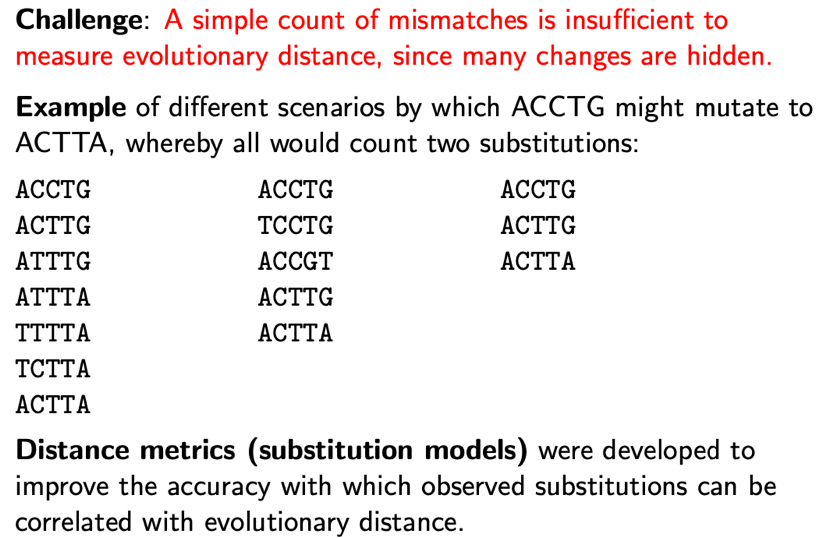 Challenge: A simple count of mismatches is insufficient to
measure evolutionary distance, since many changes are hidden.
Example of different scenarios by which ACCTG might mutate to
ACTTA, whereby all would count two substitutions:
ACCTG ACCTG ACCTG
ACTTG TCCTG ACTTG
ATTTG ACCGT ACTTA
ATTTA ACTTG
TTTTA ACTTA
TCTTA
ACTTA
Distance metrics (substitution models) were developed to
improve the accuracy with which observed substitutions can be
correlated with evolutionary distance.